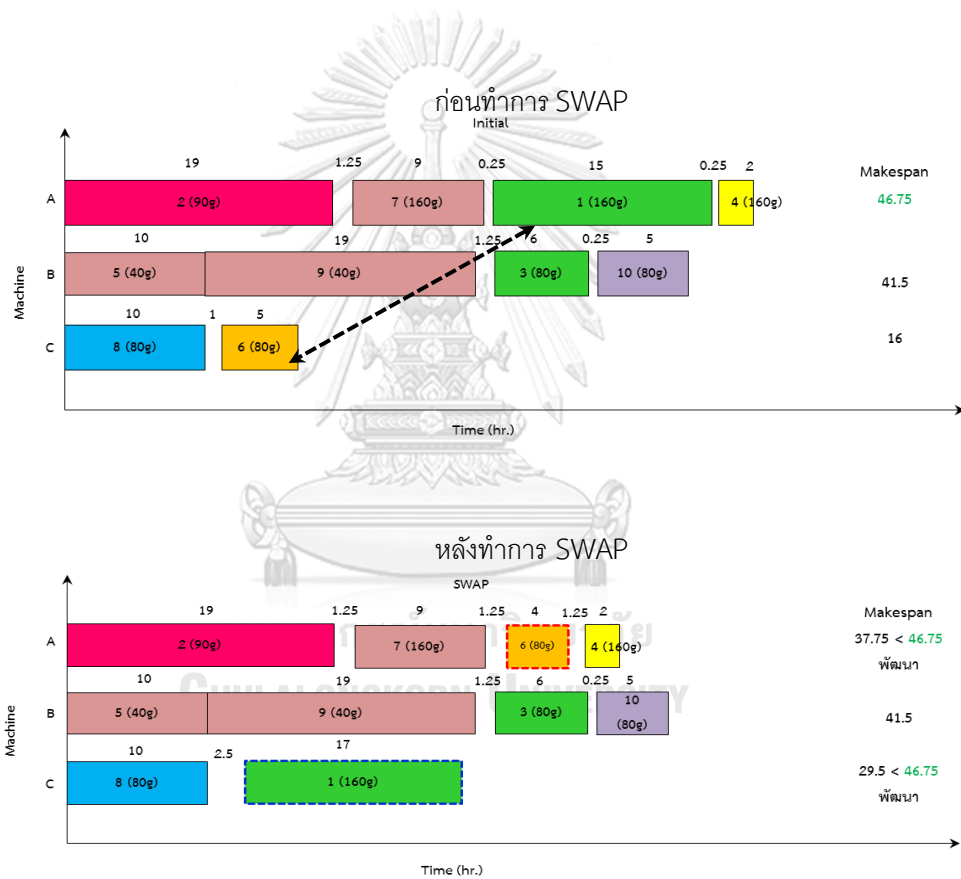 ก่อนทำการ SWAP
Initial
19 1.25 9 0.25 15 0.25 2
Makespan
A 2 (90g) 7 (160g) 1 (160g) 4 (160g) 46.75
10 19 1.25 6 0.25 5
B 5 (40g) 9 (40g) 3 (80g) 10 (80g) 41.5
Machine
10 1 5
C 8 (80g) 6 (80g) 16
Time (hr.)
หลังทำการ SWAP
SWAP
19 1.25 9 1.25 4 1.25 2
Makespan
A 2 (90g) 7 (160g) 6 (80g) 4 (160g) 37.75 < 46.75
พัฒนา
10 19 1.25 6 0.25 5
CHULALONGKORN UNIVERSITY
B 5 (40g) 9 (40g) 3 (80g) 10
(80g)
41.5
Machine
10 2.5 17
C 8 (80g) 1 (160g) 29.5 < 46.75
พัฒนา
Time (hr.)